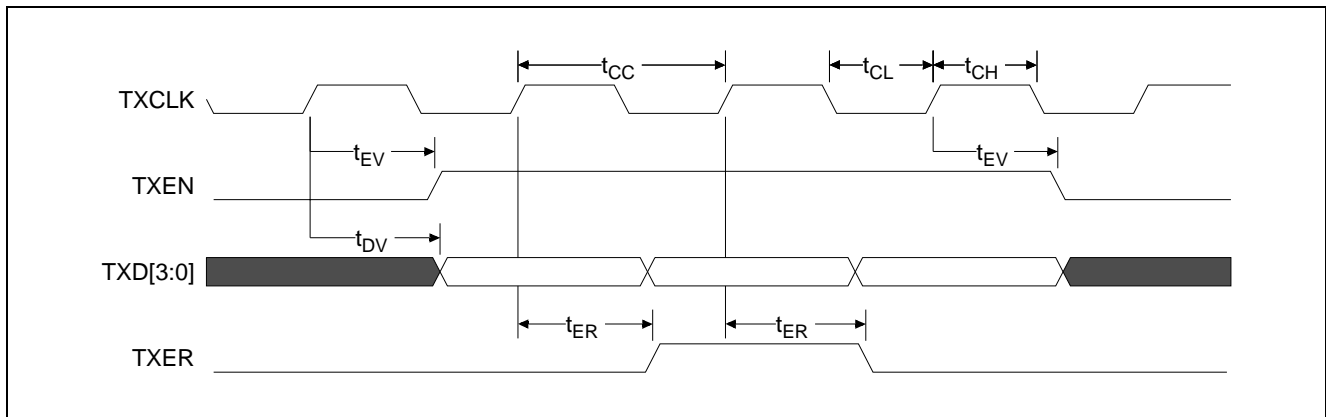 tCC
tCL
tCH
TXCLK
tEV
tEV
TXEN
tDV
TXD[3:0]
tER
tER
TXER